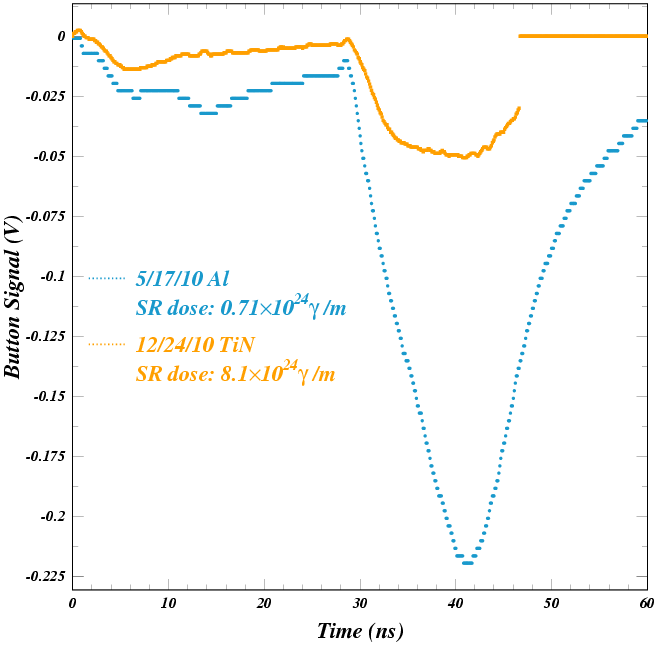 0
-0.025
-0.05
-0.075
-0.1
-0.125
-0.15
-0.175
-0.2
-0.225
Button Signal (V)
5/17/10 Al
SR dose: 0.71×10²⁴γ /m
12/24/10 TiN
SR dose: 8.1×10²⁴γ /m
0 10 20 30 40 50 60
Time (ns)